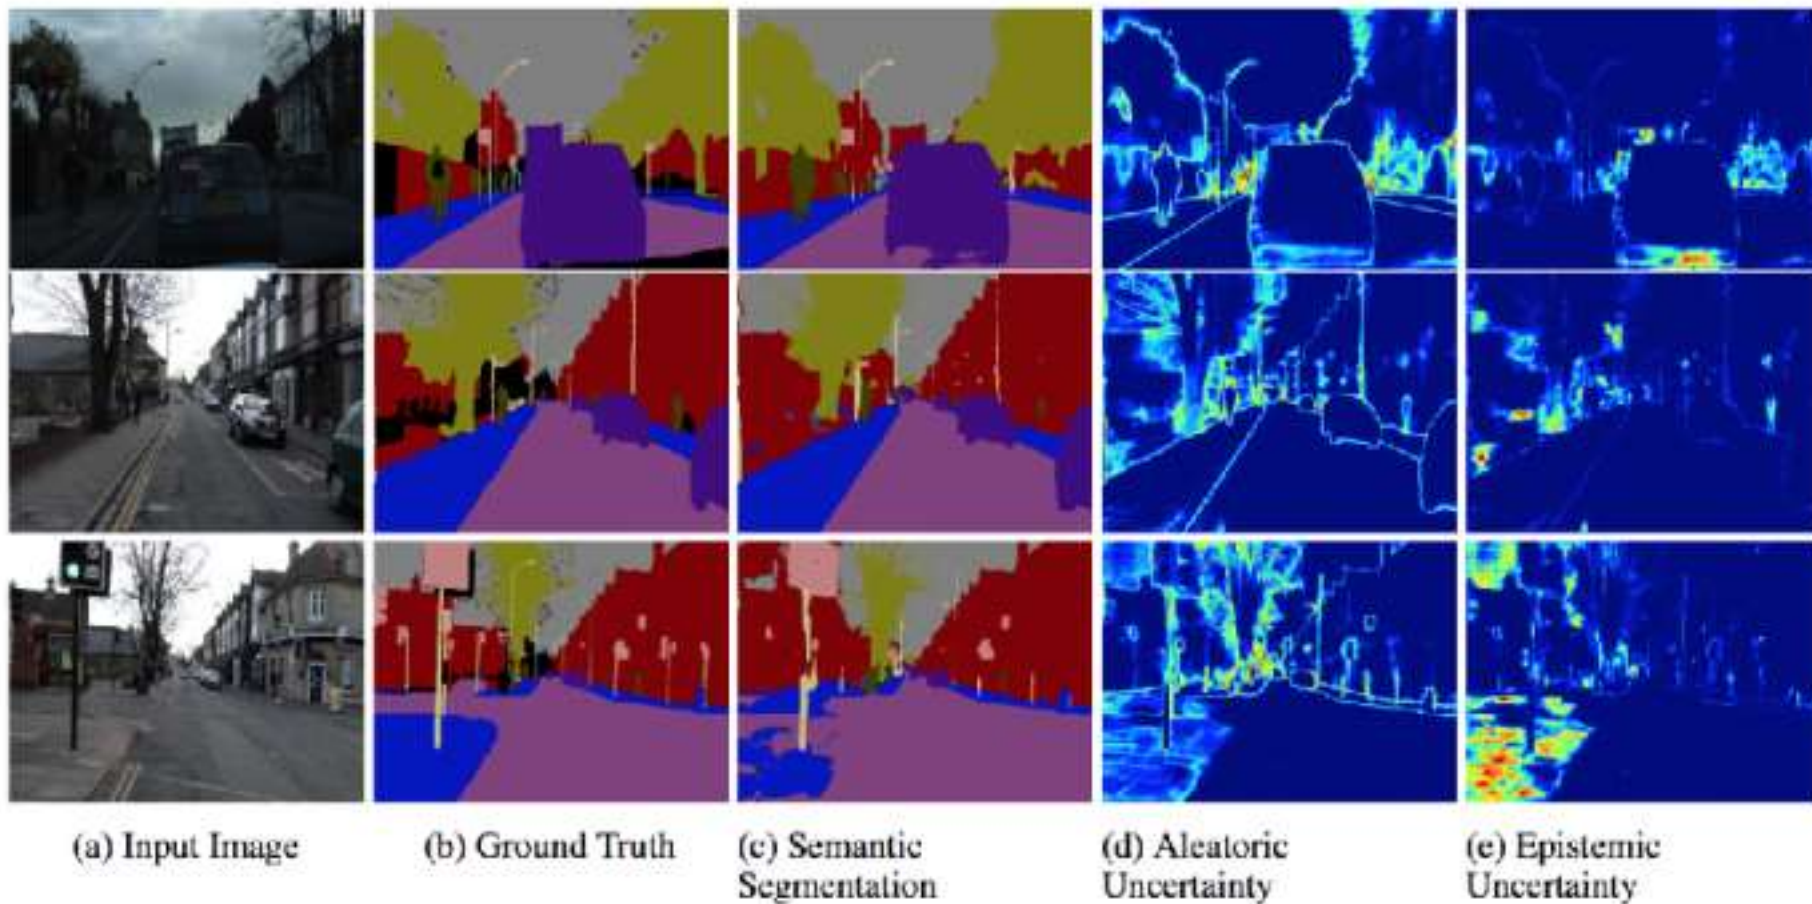 (a) Input Image
(b) Ground Truth
(c) Semantic
Segmentation
(d) Aleatoric
Uncertainty
(e) Epistemic
Uncertainty